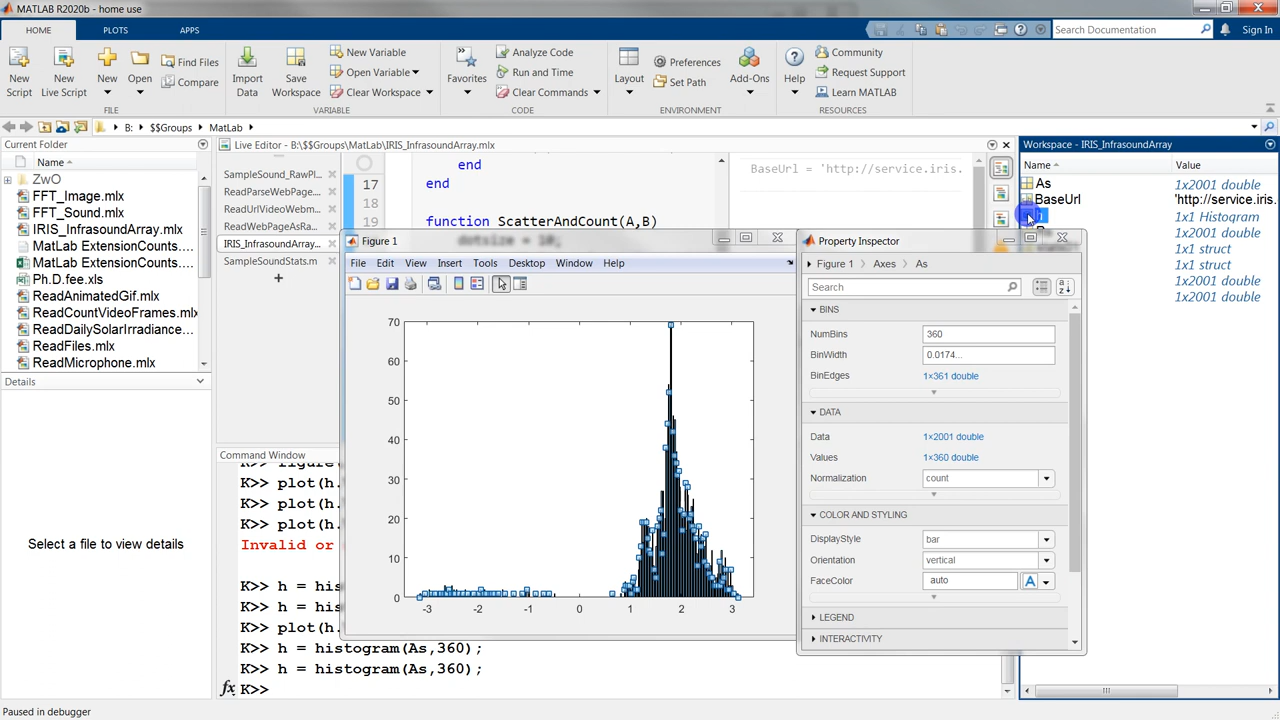 MATLAB R2020b - home use
HOME PLOTS APPS Search Documentation Sign In
New Script New Live Script New Open Find Files Compare Import Data Save Workspace New Variable Open Variable Clear Workspace Favorites Analyze Code Run and Time Clear Commands Layout Preferences Set Path Add-Ons Help Community Request Support Learn MATLAB
FILE VARIABLE CODE ENVIRONMENT RESOURCES
B: $$Groups MatLab
Current Folder
Name
ZwO
FFT_Image.mlx
FFT_Sound.mlx
IRIS_InfrasoundArray.mlx
MatLab ExtensionCounts.
MatLab ExtensionCounts.
Ph.D.fee.xls
ReadAnimatedGif.mlx
ReadCountVideoFrames.mlx
ReadDailySolarIrradiance...
ReadFiles.mlx
ReadMicrophone.mlx
Details
Select a file to view details
Live Editor - B:\$$Groups\MatLab\IRIS_InfrasoundArray.mlx
SampleSound_RawPl...
ReadParseWebPage....
ReadUrlVideoWebm...
ReadWebPageAsRa...
IRIS_InfrasoundArray...
SampleSoundStats.m
end
17 end
18
19 function ScatterAndCount(A,B)
dotsize = 10;
BaseUrl = 'http://service.iris.
Command Window
K>> plot(h.
K>> plot(h.
Invalid or
K>> h = his
K>> h = his
K>> plot(h.
K>> h = histogram(As,360);
K>> h = histogram(As,360);
fx K>>
Figure 1
File Edit View Insert Tools Desktop Window Help
70
60
50
40
30
20
10
0
-3 -2 -1 0 1 2 3
Property Inspector
Figure 1 Axes As
Search
BINS
NumBins 360
BinWidth 0.0174...
BinEdges 1×361 double
DATA
Data 1×2001 double
Values 1×360 double
Normalization count
COLOR AND STYLING
DisplayStyle bar
Orientation vertical
FaceColor auto A
LEGEND
INTERACTIVITY
Workspace - IRIS_InfrasoundArray
Name Value
As 1x2001 double
BaseUrl 'http://service.iris.
h 1x1 Histogram
1x2001 double
1x1 struct
1x1 struct
1x2001 double
1x2001 double
Paused in debugger